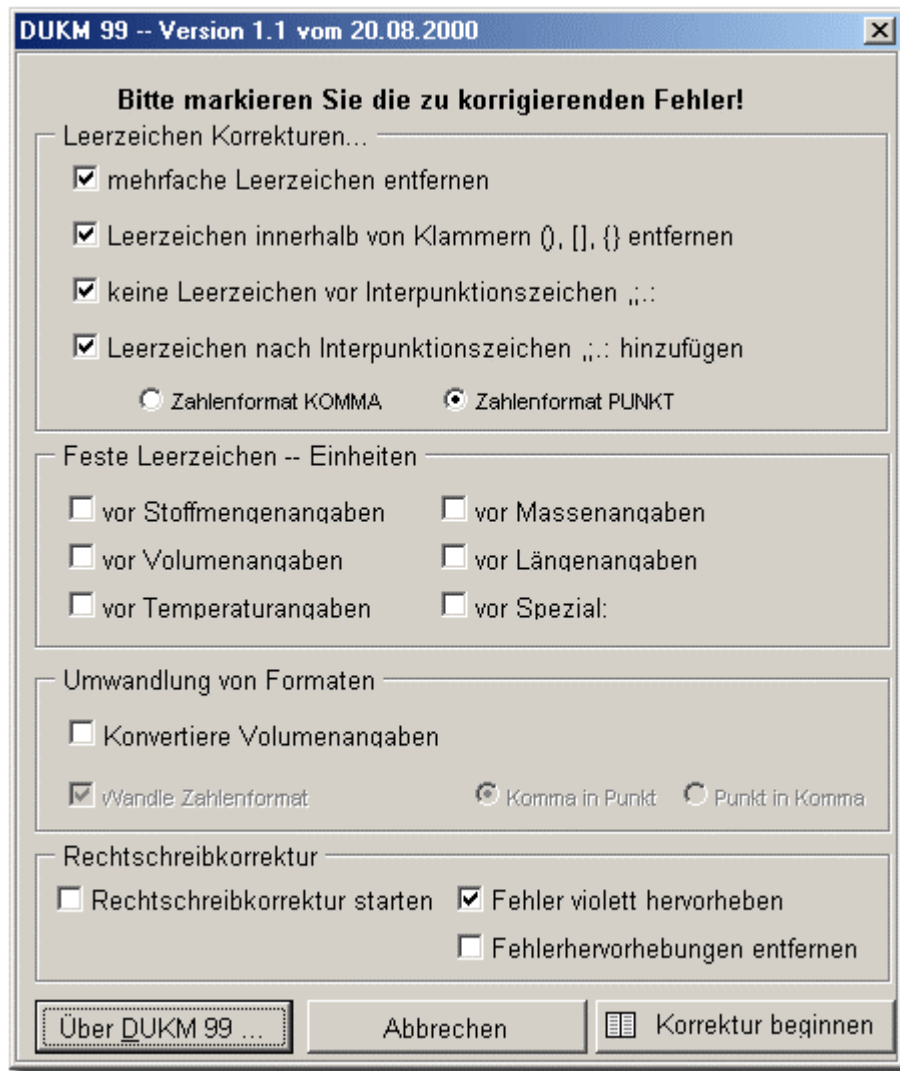 DUKM 99 -- Version 1.1 vom 20.08.2000
Bitte markieren Sie die zu korrigierenden Fehler!
Leerzeichen Korrekturen...
mehrfache Leerzeichen entfernen
Leerzeichen innerhalb von Klammern (), [], {} entfernen
keine Leerzeichen vor Interpunktionszeichen ,;.:
Leerzeichen nach Interpunktionszeichen ,;.: hinzufügen
Zahlenformat KOMMA Zahlenformat PUNKT
Feste Leerzeichen -- Einheiten
vor Stoffmengenangaben vor Massenangaben
vor Volumenangaben vor Längenangaben
vor Temperaturangaben vor Spezial:
Umwandlung von Formaten
Konvertiere Volumenangaben
Wandle Zahlenformat Komma in Punkt Punkt in Komma
Rechtschreibkorrektur
Rechtschreibkorrektur starten Fehler violett hervorheben
Fehlerhervorhebungen entfernen
Über DUKM 99 ... Abbrechen Korrektur beginnen